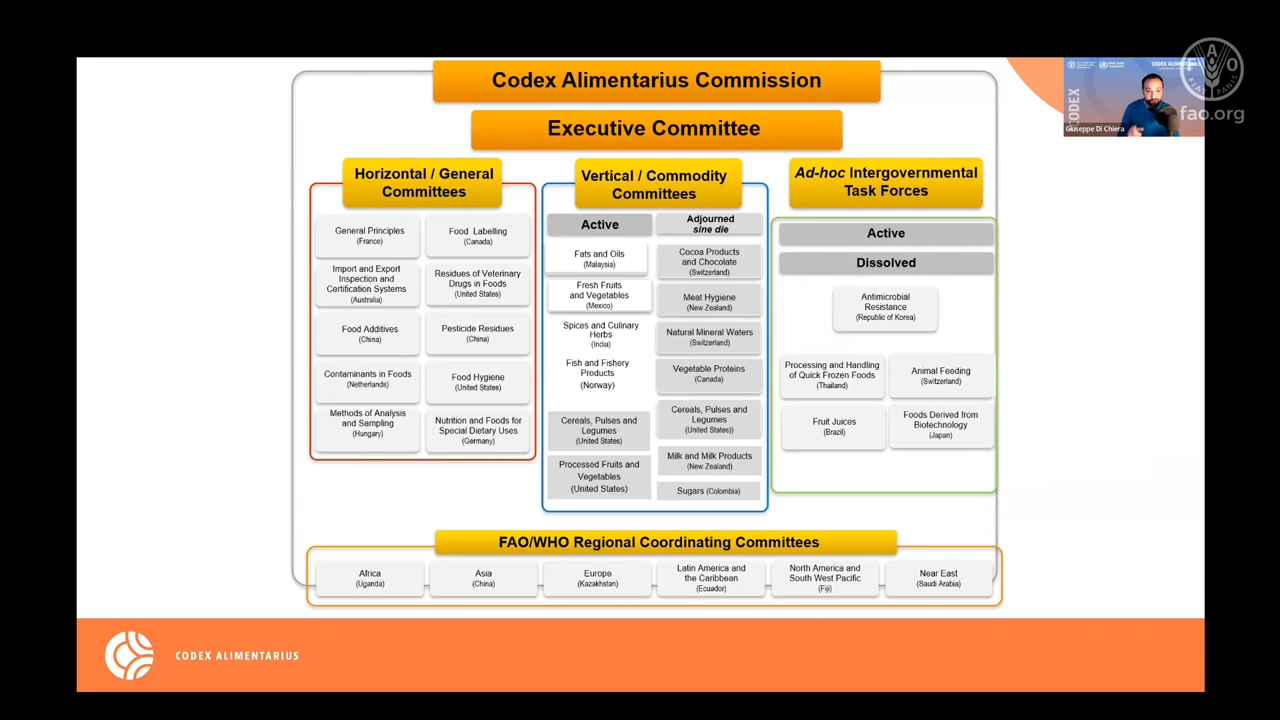 Codex Alimentarius Commission
Executive Committee
Horizontal / General
Committees
General Principles
(France)
Food Labelling
(Canada)
Import and Export
Inspection and
Certification Systems
(Australia)
Residues of Veterinary
Drugs in Foods
(United States)
Food Additives
(China)
Pesticide Residues
(China)
Contaminants in Foods
(Netherlands)
Food Hygiene
(United States)
Methods of Analysis
and Sampling
(Hungary)
Nutrition and Foods for
Special Dietary Uses
(Germany)
Vertical / Commodity
Committees
Active
Fats and Oils
(Malaysia)
Fresh Fruits
and Vegetables
(Mexico)
Spices and Culinary
Herbs
(India)
Fish and Fishery
Products
(Norway)
Cereals, Pulses and
Legumes
(United States)
Processed Fruits and
Vegetables
(United States)
Adjourned
sine die
Cocoa Products
and Chocolate
(Switzerland)
Meat Hygiene
(New Zealand)
Natural Mineral Waters
(Switzerland)
Vegetable Proteins
(Canada)
Cereals, Pulses and
Legumes
(United States))
Milk and Milk Products
(New Zealand)
Sugars (Colombia)
Ad-hoc Intergovernmental
Task Forces
Active
Dissolved
Antimicrobial
Resistance
(Republic of Korea)
Processing and Handling
of Quick Frozen Foods
(Thailand)
Animal Feeding
(Switzerland)
Fruit Juices
(Brazil)
Foods Derived from
Biotechnology
(Japan)
FAO/WHO Regional Coordinating Committees
Africa
(Uganda)
Asia
(China)
Europe
(Kazakhstan)
Latin America and
the Caribbean
(Ecuador)
North America and
South West Pacific
(Fiji)
Near East
(Saudi Arabia)
CODEX ALIMENTARIUS
CODEX
Giuseppe Di Chiera
FAO
FIAT PANIS
fao.org